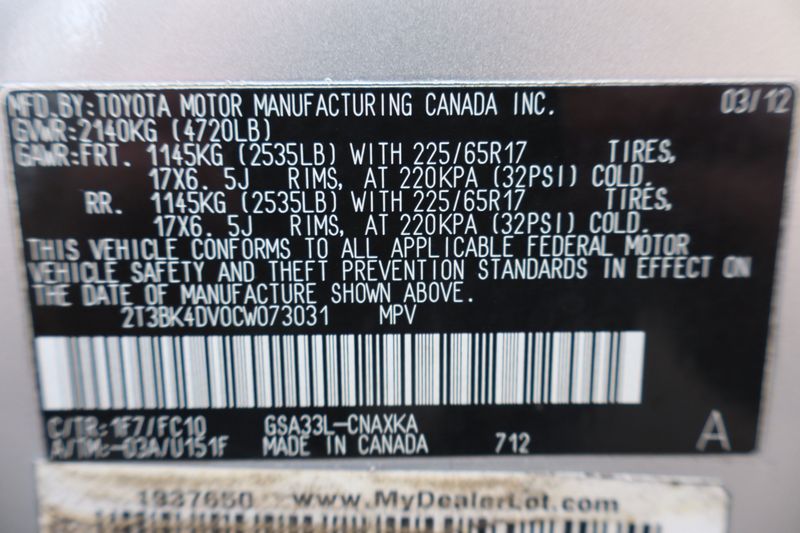 MFD. BY: TOYOTA MOTOR MANUFACTURING CANADA INC. 03/12
GVWR: 2140KG (4720LB)
GAWR: FRT. 1145KG (2535LB) WITH 225/65R17 TIRES,
17X6. 5J RIMS, AT 220KPA (32PSI) COLD.
RR. 1145KG (2535LB) WITH 225/65R17 TIRES,
17X6. 5J RIMS, AT 220KPA (32PSI) COLD.
THIS VEHICLE CONFORMS TO ALL APPLICABLE FEDERAL MOTOR
VEHICLE SAFETY AND THEFT PREVENTION STANDARDS IN EFFECT ON
THE DATE OF MANUFACTURE SHOWN ABOVE.
2T3BK4DV0CW073031 MPV
C/TR: 1F7/FC10 GSA33L-CNAXKA
A/TM: -03A/U151F MADE IN CANADA 712 A
1937650 www.MyDealerLot.com